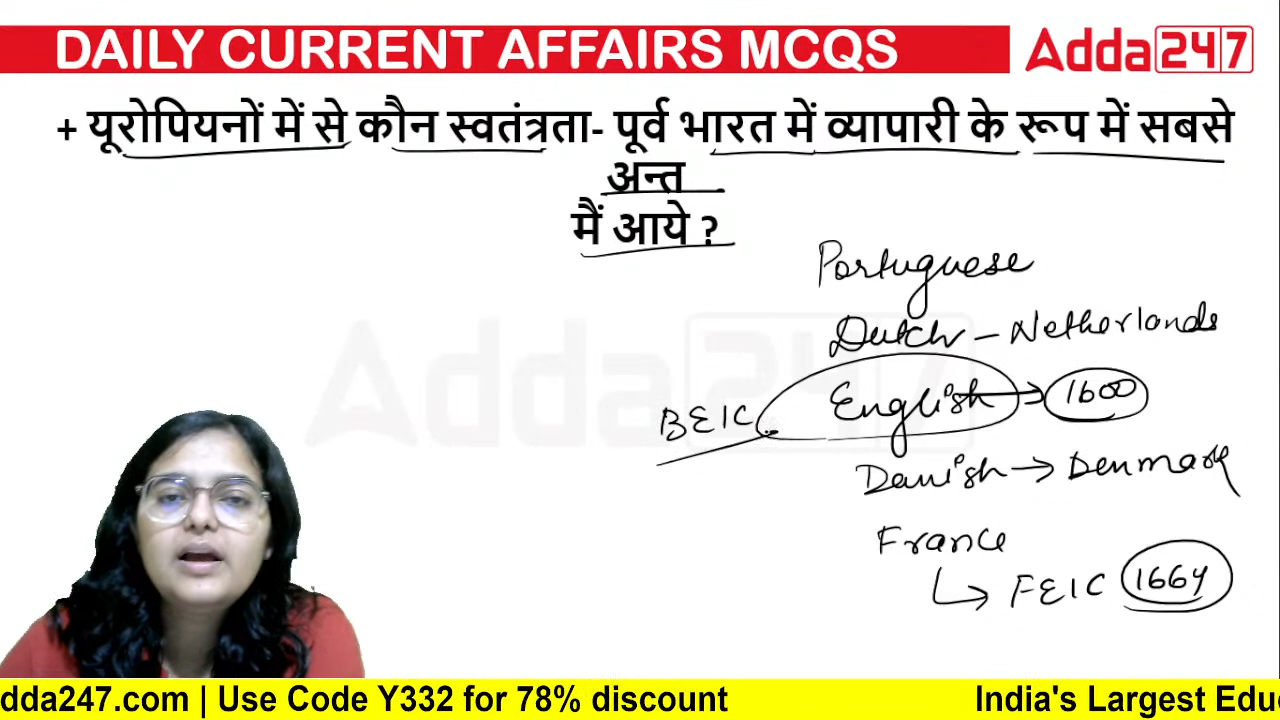 DAILY CURRENT AFFAIRS MCQS
Adda247
+ यूरोपियनों में से कौन स्वतंत्रता- पूर्व भारत में व्यापारी के रूप में सबसे
अन्त
मैं आये ?
Portuguese
Dutch - Netherlands
BEIC English → 1600
Danish → Denmark
France
↳ FEIC 1664
Adda247
dda247.com | Use Code Y332 for 78% discount
India's Largest Edu